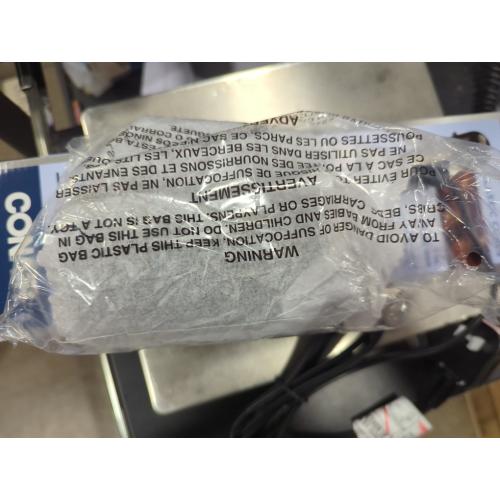 WARNING
TO AVOID DANGER OF SUFFOCATION, KEEP THIS PLASTIC BAG
AWAY FROM BABIES AND CHILDREN. DO NOT USE THIS BAG IN
CRIBS, BEDS, CARRIAGES OR PLAYPENS. THIS BAG IS NOT A TOY.
AVERTISSEMENT
POUR EVITER DE SUFFOCATION, NE PAS LAISSER
CE SAC A LA PORTEE DES NOURRISSONS ET DES ENFANTS
NE PAS UTILISER DANS LES BERCEAUX, LES LITS
POUSSETTES OU LES PARCS. CE SAC
CON